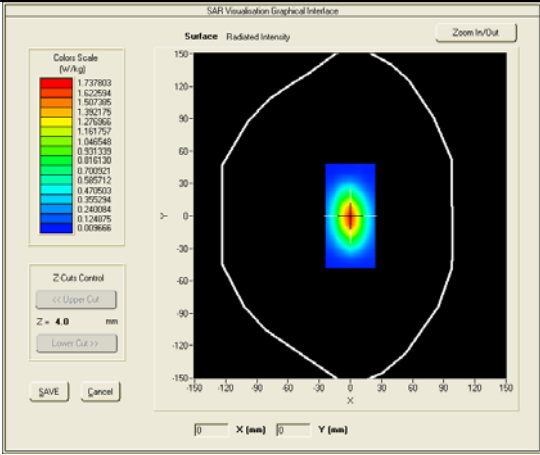 SAR Visualisation Graphical Interface
Surface Radiated Intensity
Zoom In/Out
Colors Scale
(W/kg)
1.737803
1.622594
1.507385
1.392175
1.276966
1.161757
1.046548
0.931339
0.816130
0.700921
0.585712
0.470503
0.355294
0.240084
0.124875
0.009666
Z-Cuts Control
<< Upper Cut
Z = 4.0 mm
Lower Cut >>
SAVE Cancel
150-
120-
90-
60-
30-
Y 0-
-30-
-60-
-90-
-120-
-150-
-150 -120 -90 -60 -30 0 30 60 90 120 150
X
0 X (mm) 0 Y (mm)